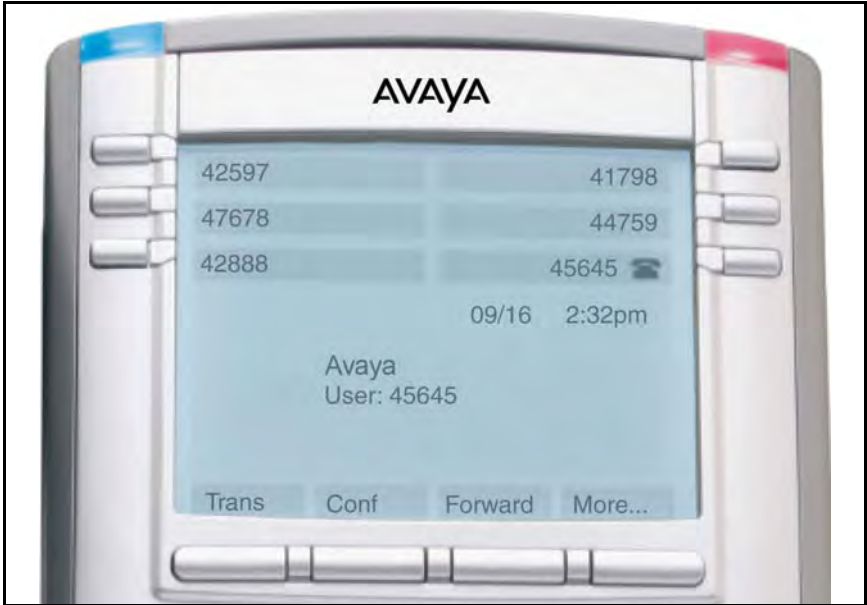 AVAYA
42597 41798
47678 44759
42888 45645
09/16 2:32pm
Avaya
User: 45645
Trans Conf Forward More...